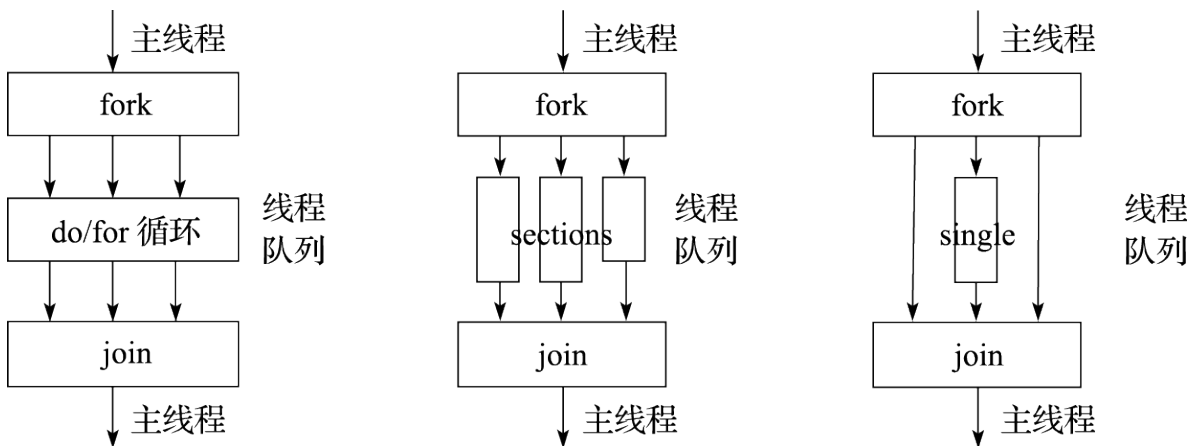 主线程
fork
do/for 循环
线程
队列
join
主线程
主线程
fork
sections
线程
队列
join
主线程
主线程
fork
single
线程
队列
join
主线程